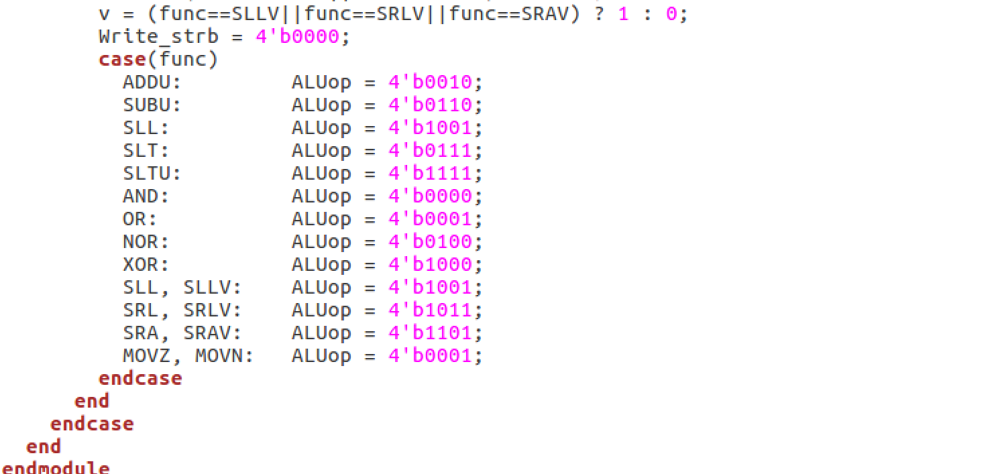 v = (func==SLLV||func==SRLV||func==SRAV) ? 1 : 0;
Write_strb = 4'b0000;
case(func)
ADDU: ALUop = 4'b0010;
SUBU: ALUop = 4'b0110;
SLL: ALUop = 4'b1001;
SLT: ALUop = 4'b0111;
SLTU: ALUop = 4'b1111;
AND: ALUop = 4'b0000;
OR: ALUop = 4'b0001;
NOR: ALUop = 4'b0100;
XOR: ALUop = 4'b1000;
SLL, SLLV: ALUop = 4'b1001;
SRL, SRLV: ALUop = 4'b1011;
SRA, SRAV: ALUop = 4'b1101;
MOVZ, MOVN: ALUop = 4'b0001;
endcase
end
endcase
end
endmodule